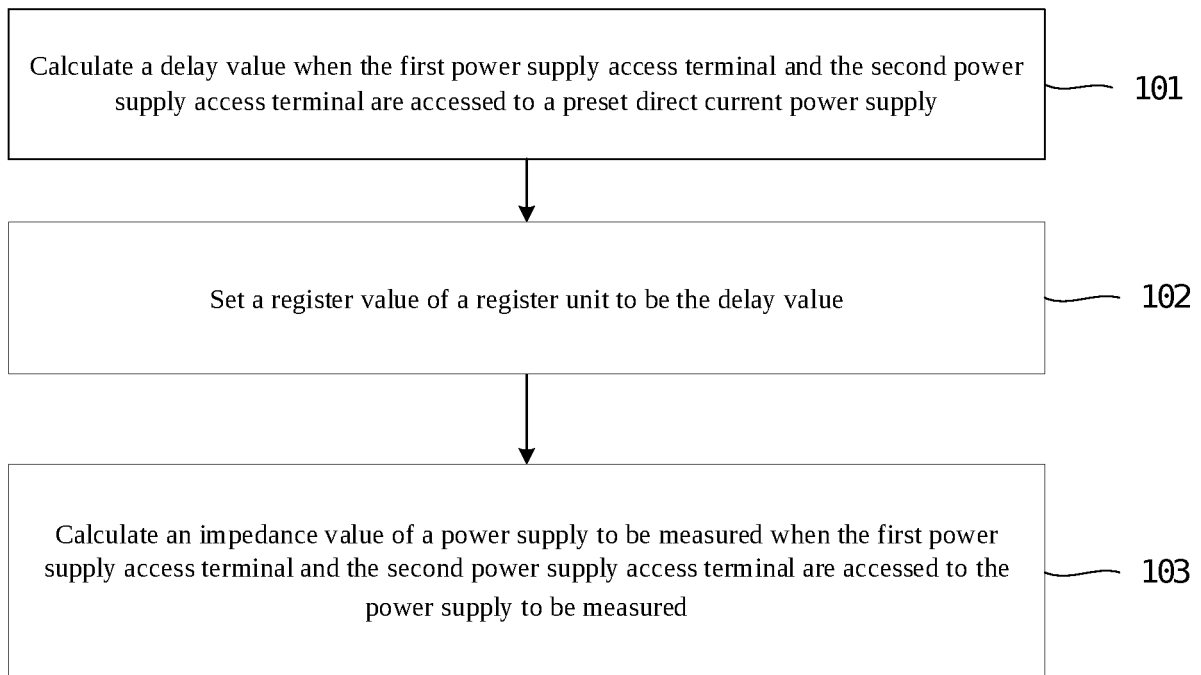 Calculate a delay value when the first power supply access terminal and the second power
supply access terminal are accessed to a preset direct current power supply
101
Set a register value of a register unit to be the delay value
102
Calculate an impedance value of a power supply to be measured when the first power
supply access terminal and the second power supply access terminal are accessed to the
power supply to be measured
103